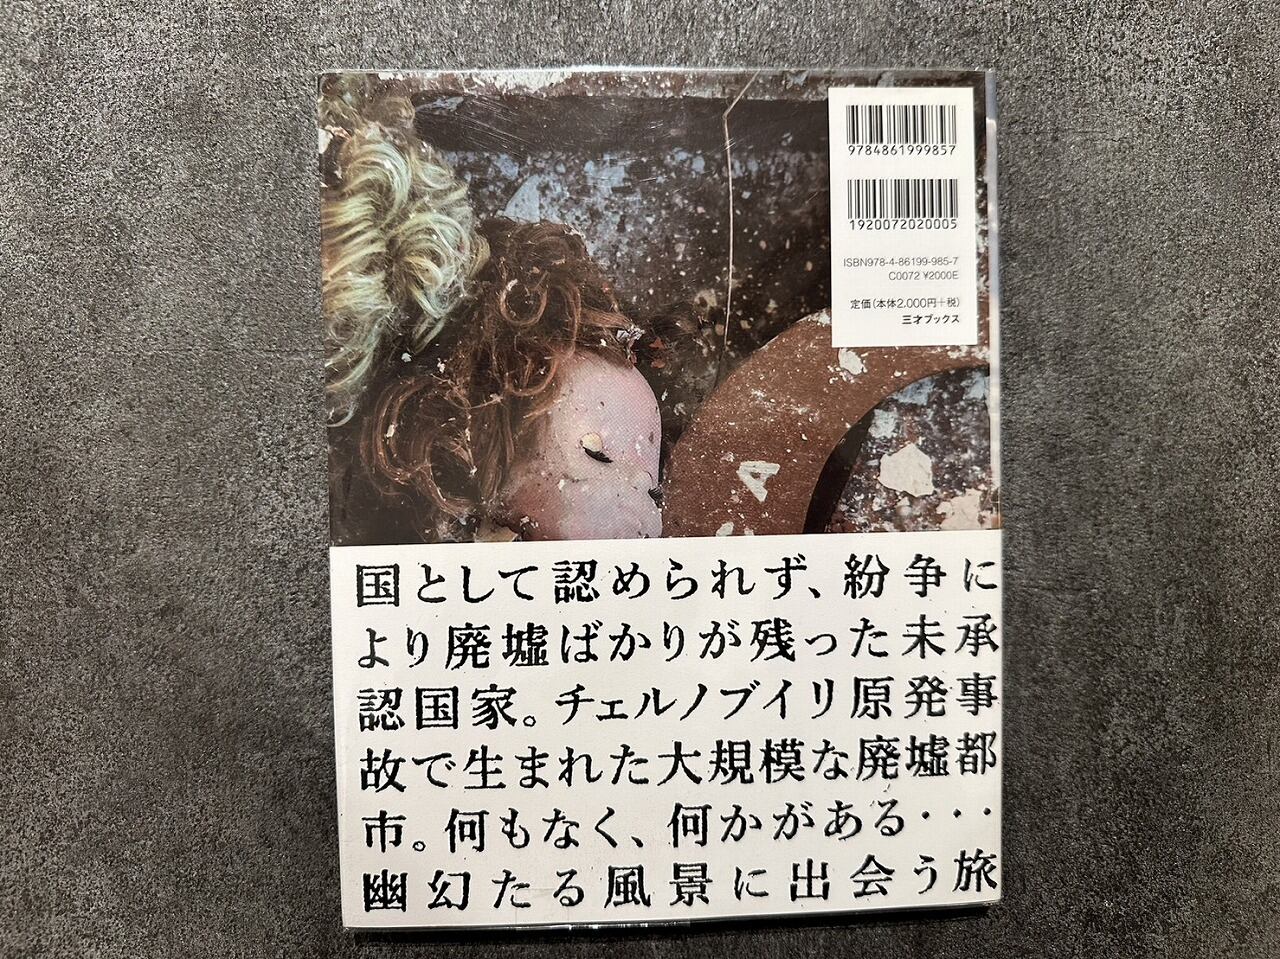 9784861999857
1920072020005
ISBN978-4-86199-985-7
C0072 ¥2000E
定価(本体2,000円+税)
三才ブックス
A
国として認められず、紛争に
より廃墟ばかりが残った未承
認国家。チェルノブイリ原発事
故で生まれた大規模な廃墟都
市。何もなく、何かがある・・・
幽幻たる風景に出会う旅